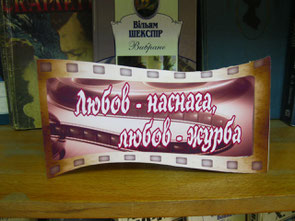 Вільям
ШЕКСПІР
Вибране
Любов - наснага,
любов - журба